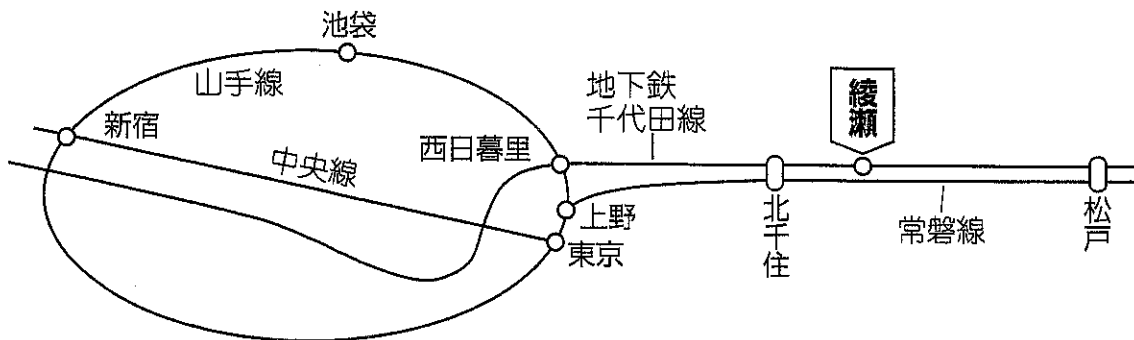 池袋
山手線
新宿
中央線
西日暮里
地下鉄
千代田線
綾瀬
上野
東京
北千住
常磐線
松戸